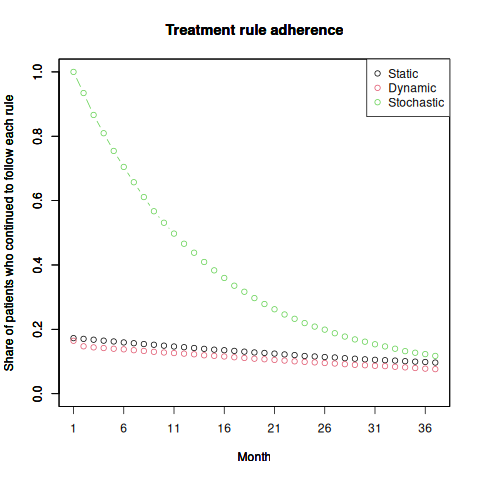 Treatment rule adherence
Static
Dynamic
Stochastic
Share of patients who continued to follow each rule
1.0
0.8
0.6
0.4
0.2
0.0
1 6 11 16 21 26 31 36
Month